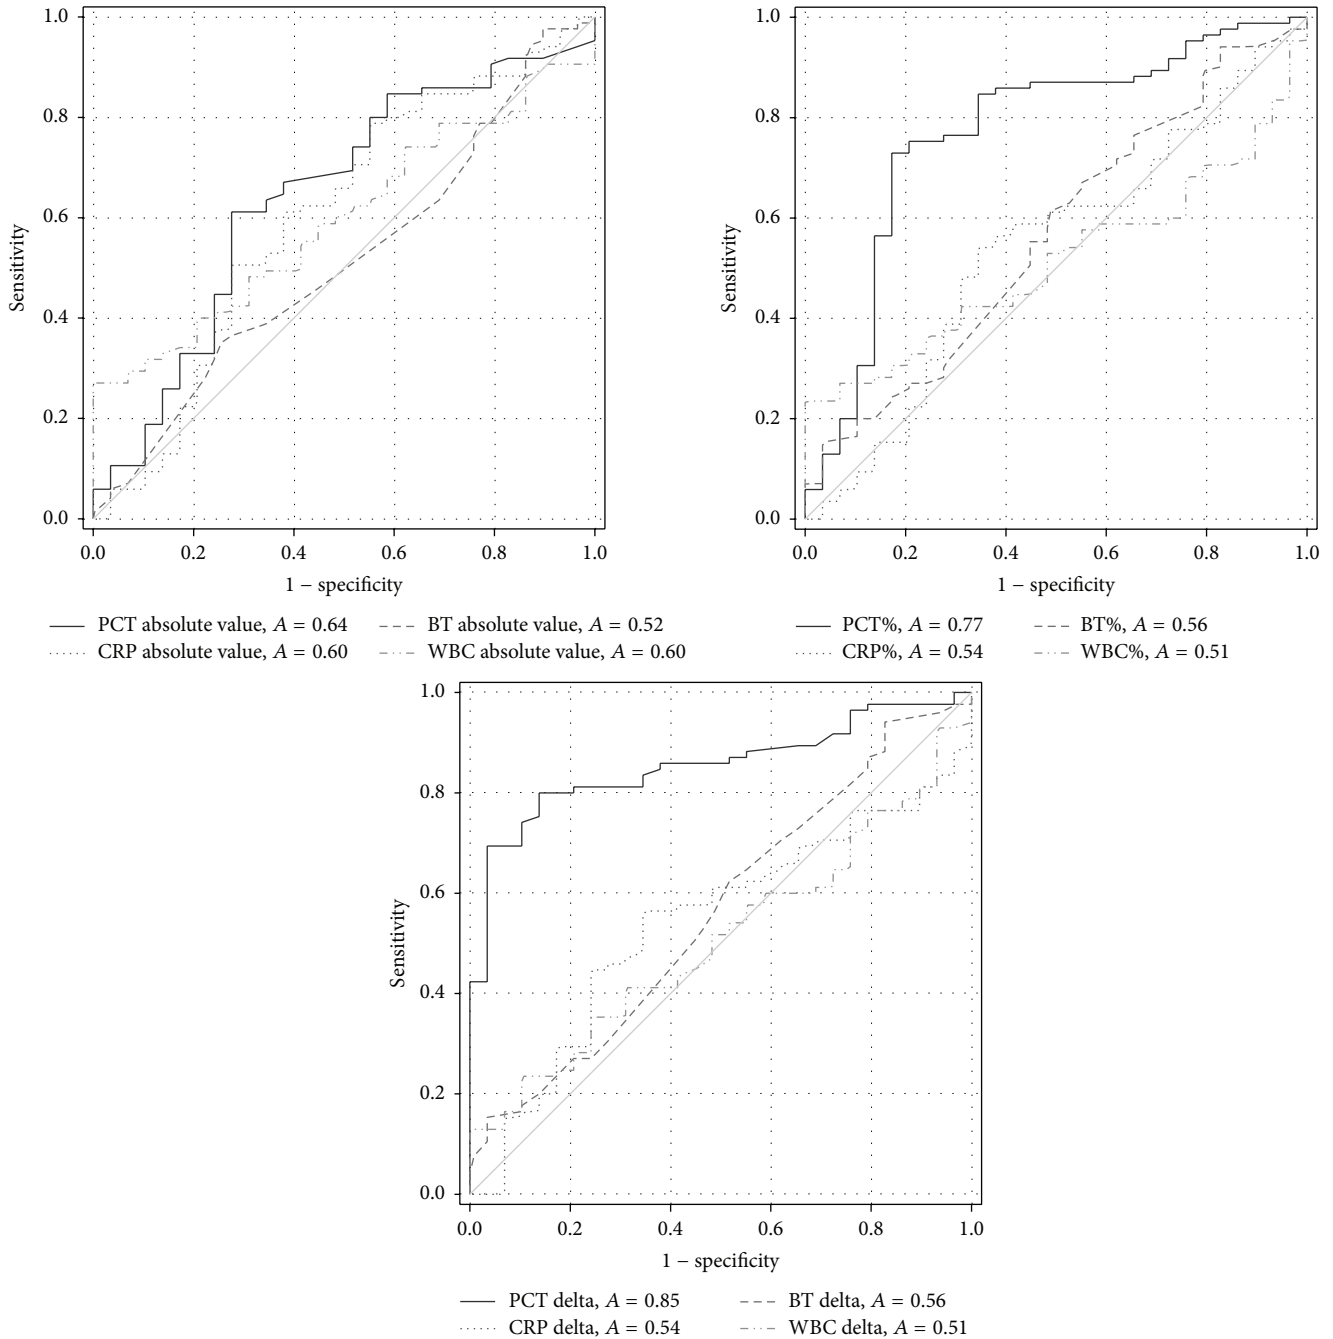 1.0
0.8
0.6
0.4
0.2
0.0
Sensitivity
0.0 0.2 0.4 0.6 0.8 1.0
1 − specificity
PCT absolute value, A = 0.64
CRP absolute value, A = 0.60
BT absolute value, A = 0.52
WBC absolute value, A = 0.60
1.0
0.8
0.6
0.4
0.2
0.0
Sensitivity
0.0 0.2 0.4 0.6 0.8 1.0
1 − specificity
PCT%, A = 0.77
CRP%, A = 0.54
BT%, A = 0.56
WBC%, A = 0.51
1.0
0.8
0.6
0.4
0.2
0.0
Sensitivity
0.0 0.2 0.4 0.6 0.8 1.0
1 − specificity
PCT delta, A = 0.85
CRP delta, A = 0.54
BT delta, A = 0.56
WBC delta, A = 0.51